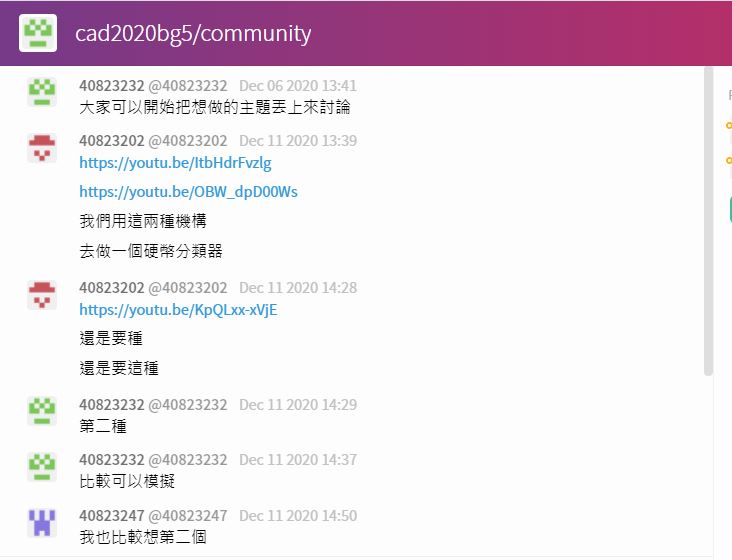 cad2020bg5/community
40823232 @40823232 Dec 06 2020 13:41
大家可以開始把想做的主題丟上來討論
40823202 @40823202 Dec 11 2020 13:39
https://youtu.be/ItbHdrFvzlg
https://youtu.be/OBW_dpD00Ws
我們用這兩種機構
去做一個硬幣分類器
40823202 @40823202 Dec 11 2020 14:28
https://youtu.be/KpQLxx-xVjE
還是要種
還是要這種
40823232 @40823232 Dec 11 2020 14:29
第二種
40823232 @40823232 Dec 11 2020 14:37
比較可以模擬
40823247 @40823247 Dec 11 2020 14:50
我也比較想第二個